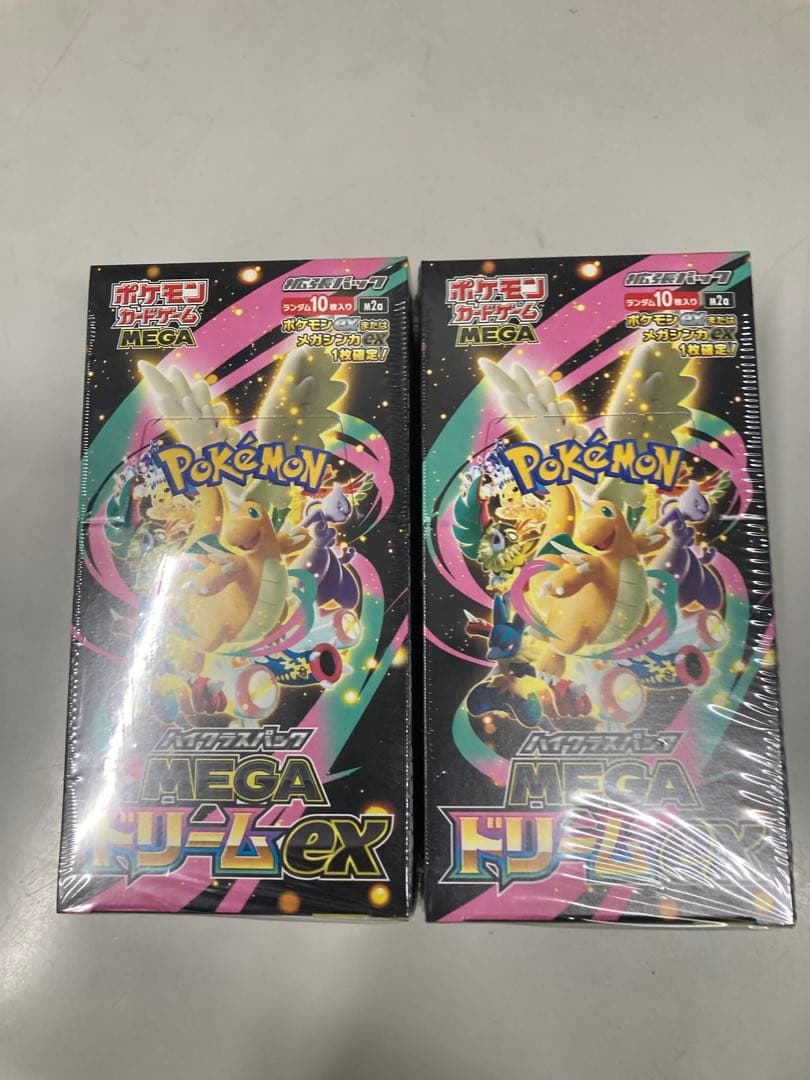 ポケモン
カードゲーム
MEGA
拡張パック
ランダム10枚入り
M2a
ポケモンexまたは
メガシンカex
1枚確定!
POKéMON
ハイクラスパック
MEGA
ドリームex
ポケモン
カードゲーム
MEGA
拡張パック
ランダム10枚入り
M2a
ポケモンexまたは
メガシンカex
1枚確定!
POKéMON
ハイクラスパック
MEGA
ドリームex